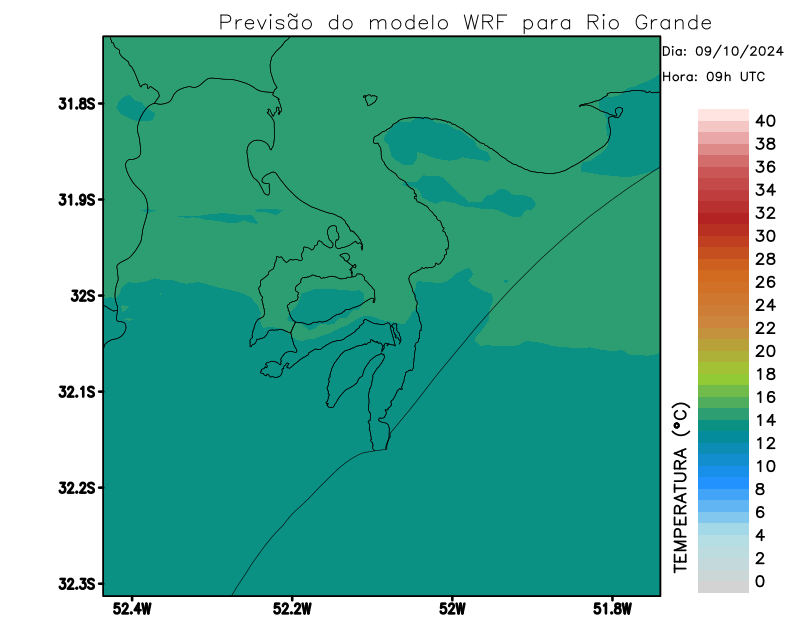 Previsão do modelo WRF para Rio Grande
Dia: 09/10/2024
Hora: 09h UTC
31.8S
31.9S
32S
32.1S
32.2S
32.3S
52.4W
52.2W
52W
51.8W
TEMPERATURA (°C)
40
38
36
34
32
30
28
26
24
22
20
18
16
14
12
10
8
6
4
2
0